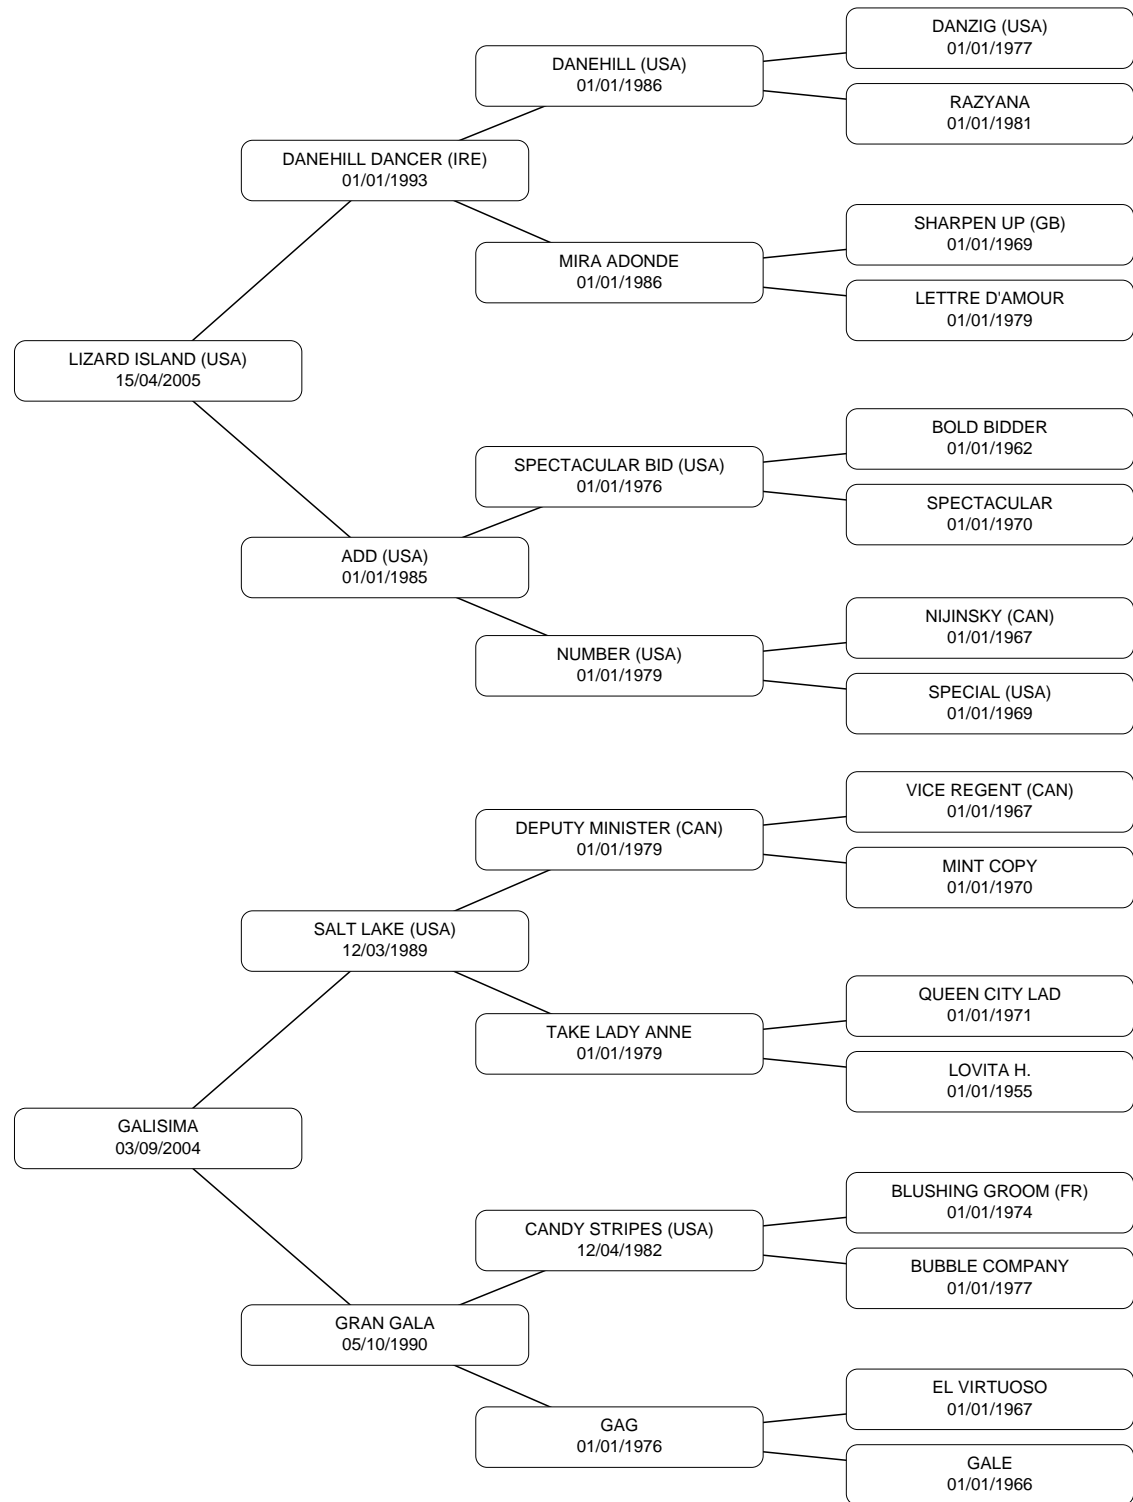 DANZIG (USA)
01/01/1977
DANEHILL (USA)
01/01/1986
RAZYANA
01/01/1981
DANEHILL DANCER (IRE)
01/01/1993
SHARPEN UP (GB)
01/01/1969
MIRA ADONDE
01/01/1986
LETTRE D'AMOUR
01/01/1979
LIZARD ISLAND (USA)
15/04/2005
BOLD BIDDER
01/01/1962
SPECTACULAR BID (USA)
01/01/1976
SPECTACULAR
01/01/1970
ADD (USA)
01/01/1985
NIJINSKY (CAN)
01/01/1967
NUMBER (USA)
01/01/1979
SPECIAL (USA)
01/01/1969
VICE REGENT (CAN)
01/01/1967
DEPUTY MINISTER (CAN)
01/01/1979
MINT COPY
01/01/1970
SALT LAKE (USA)
12/03/1989
QUEEN CITY LAD
01/01/1971
TAKE LADY ANNE
01/01/1979
LOVITA H.
01/01/1955
GALISIMA
03/09/2004
BLUSHING GROOM (FR)
01/01/1974
CANDY STRIPES (USA)
12/04/1982
BUBBLE COMPANY
01/01/1977
GRAN GALA
05/10/1990
EL VIRTUOSO
01/01/1967
GAG
01/01/1976
GALE
01/01/1966